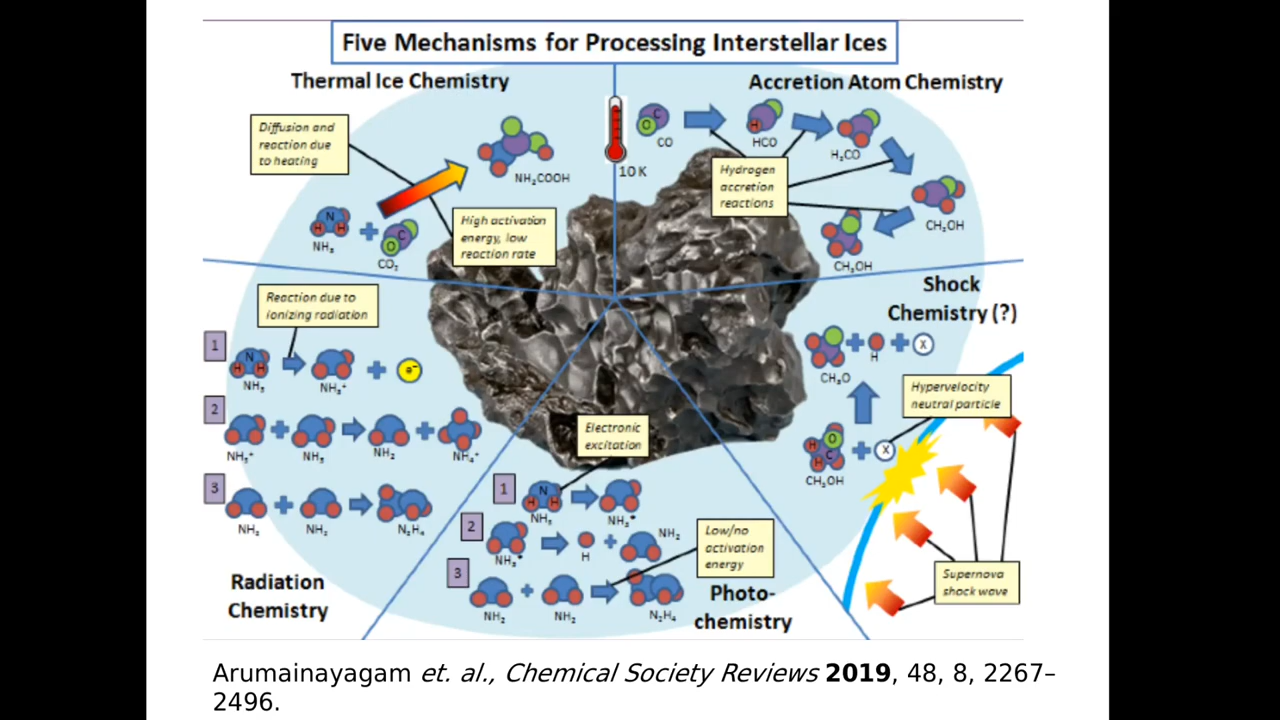 Five Mechanisms for Processing Interstellar Ices
Thermal Ice Chemistry
Diffusion and
reaction due
to heating
NH₂COOH
N
H H
NH₃
C
O
CO₂
High activation
energy, low
reaction rate
10 K
Accretion Atom Chemistry
C
O
CO
H
HCO
H₂CO
CH₂OH
CH₃OH
Hydrogen
accretion
reactions
Shock
Chemistry (?)
CH₃O
H
X
Hypervelocity
neutral particle
O
H
C
H
CH₃OH
X
Supernova
shock wave
Reaction due to
ionizing radiation
1
N
H H
NH₃
NH₃⁺
e⁻
2
NH₃⁺
NH₃
NH₂
NH₄⁺
3
NH₂
NH₂
N₂H₄
Radiation
Chemistry
Electronic
excitation
1
N
H H
NH₃
NH₃*
2
NH₃*
H
NH₂
3
NH₂
NH₂
N₂H₄
Low/no
activation
energy
Photo-
chemistry
Arumainayagam et. al., Chemical Society Reviews 2019, 48, 8, 2267–
2496.